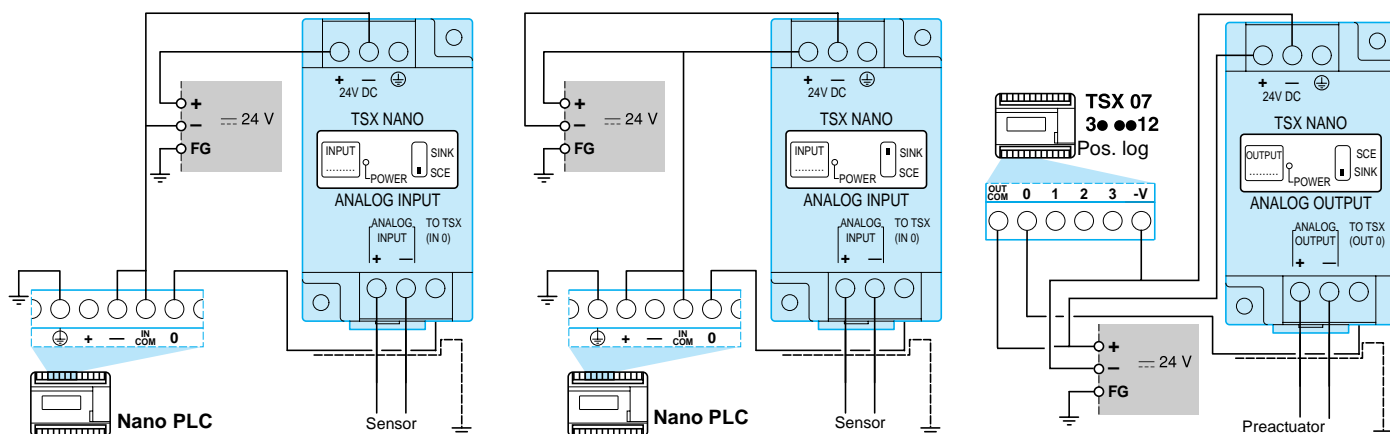 + —
24V DC
TSX NANO
INPUT
.........
POWER
SINK
SCE
ANALOG INPUT
ANALOG
INPUT
TO TSX
(IN 0)
+ —
+
–
FG
24 V
+ — IN COM 0
Nano PLC
Sensor
+ —
24V DC
TSX NANO
INPUT
.........
POWER
SINK
SCE
ANALOG INPUT
ANALOG
INPUT
TO TSX
(IN 0)
+ —
+
–
FG
24 V
+ — IN COM 0
Nano PLC
Sensor
TSX 07
3● ●●12
Pos. log
OUT COM 0 1 2 3 -V
+ —
24V DC
TSX NANO
OUTPUT
.........
POWER
SCE
SINK
ANALOG OUTPUT
ANALOG
OUTPUT
TO TSX
(OUT 0)
+ —
+
–
FG
24 V
Preactuator